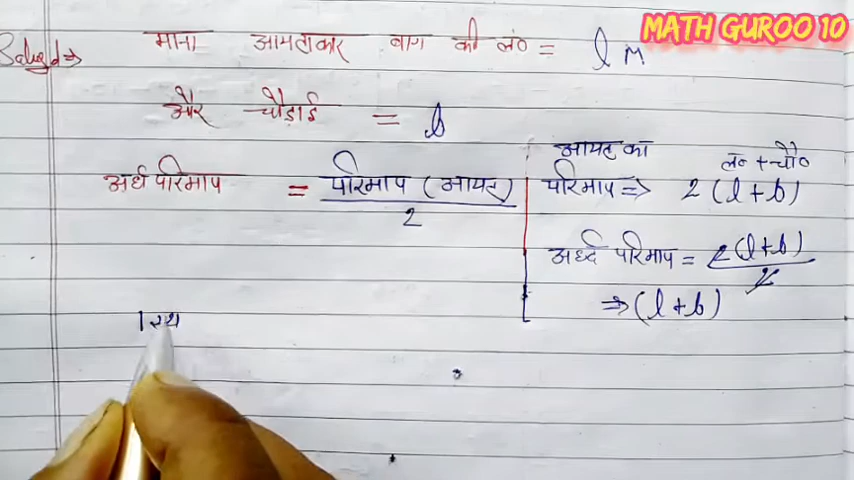 MATH GUROO 10
Solved ⇒ माना आयताकार बाग की लं० = l m
और चौड़ाई = b
अर्ध परिमाप = परिमाप (आयत) / 2
आयत का लं० + चौ०
परिमाप ⇒ 2 (l + b)
अर्ध्द परिमाप = 2 (l + b) / 2
⇒ (l + b)